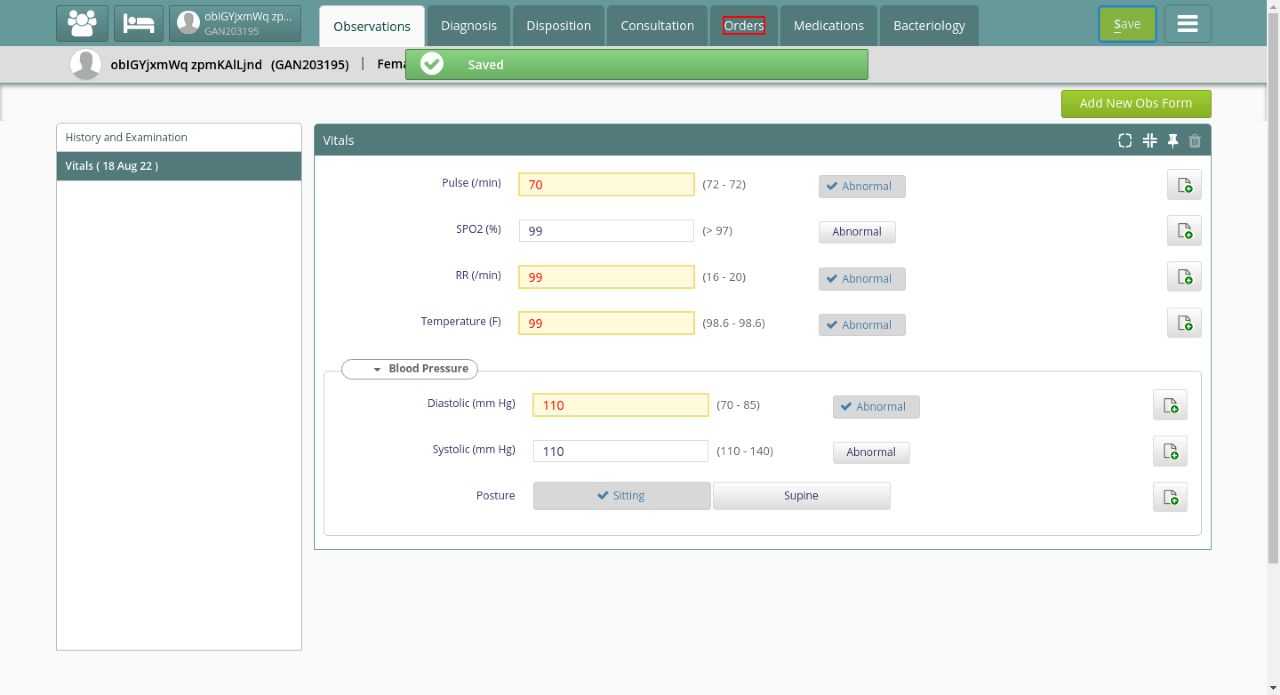 obIGYjxmWq zp...
GAN203195
Observations
Diagnosis
Disposition
Consultation
Orders
Medications
Bacteriology
Save
obIGYjxmWq zpmKAlLjnd (GAN203195) | Fema
Saved
Add New Obs Form
History and Examination
Vitals ( 18 Aug 22 )
Vitals
Pulse (/min) 70 (72 - 72) Abnormal
SPO2 (%) 99 (> 97) Abnormal
RR (/min) 99 (16 - 20) Abnormal
Temperature (F) 99 (98.6 - 98.6) Abnormal
Blood Pressure
Diastolic (mm Hg) 110 (70 - 85) Abnormal
Systolic (mm Hg) 110 (110 - 140) Abnormal
Posture Sitting Supine